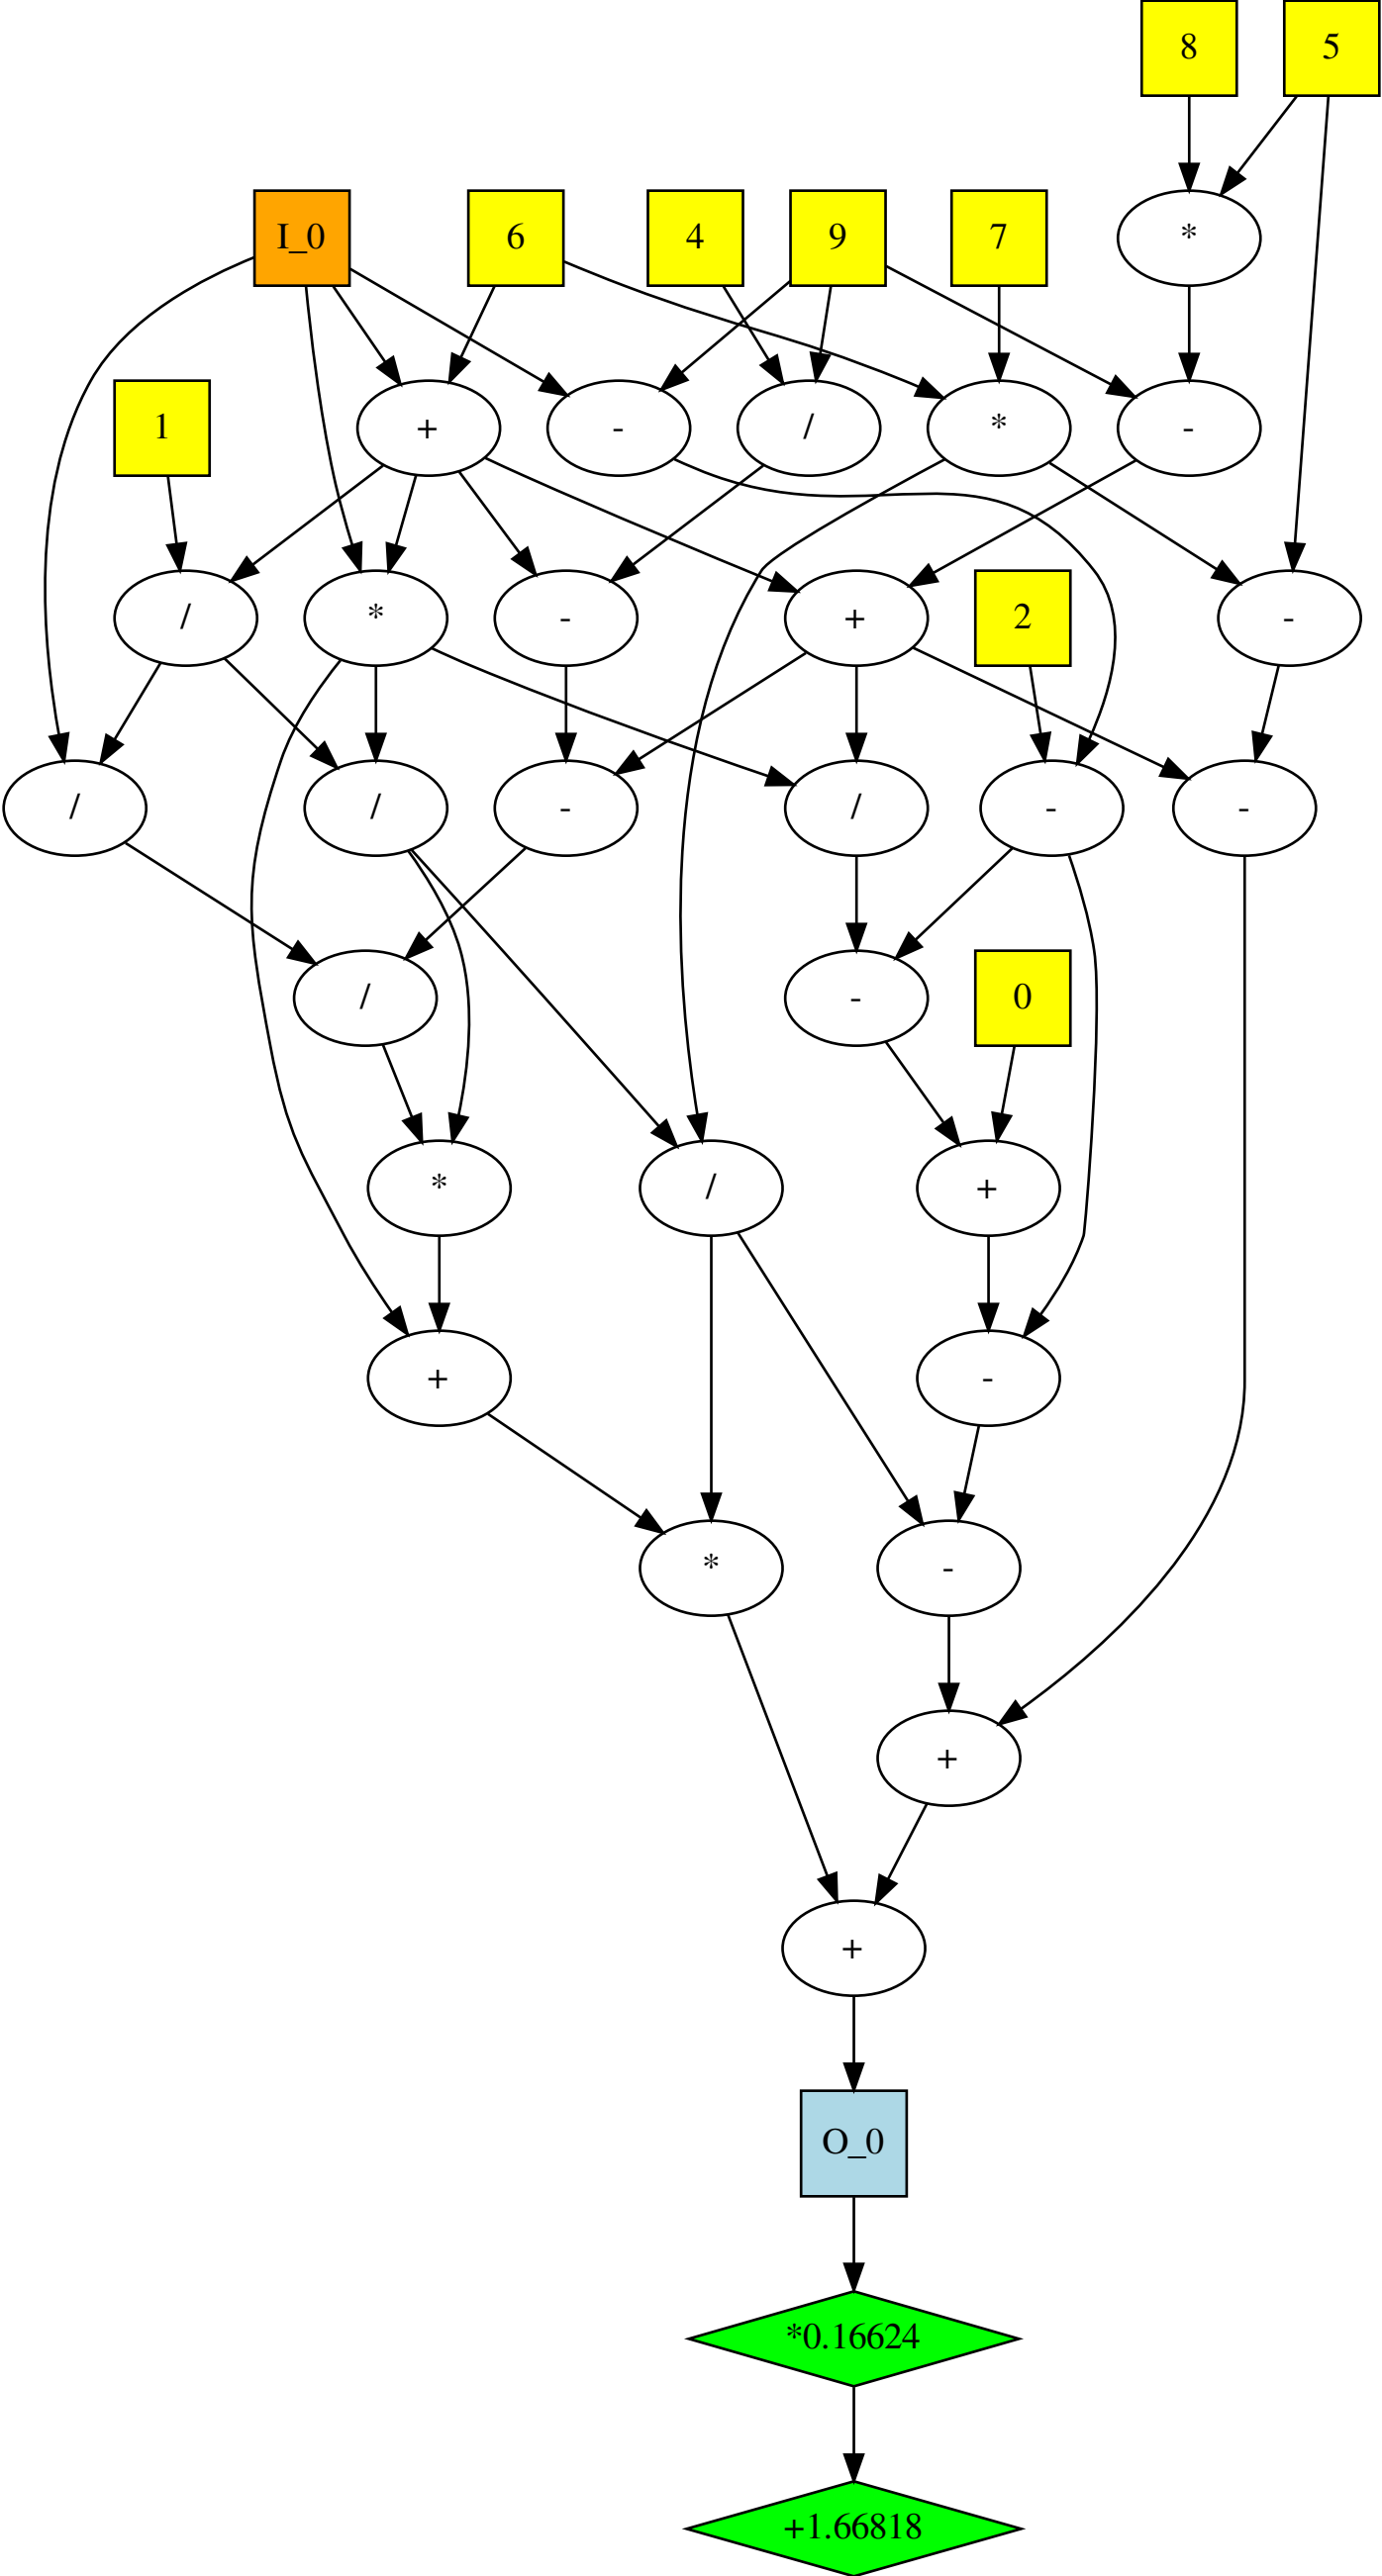 8 5
I_0 6 4 9 7 *
1 + - / * -
/ * - + 2 -
/ / - / - -
/ - 0
* / +
+ -
* -
+
+
O_0
*0.16624
+1.66818